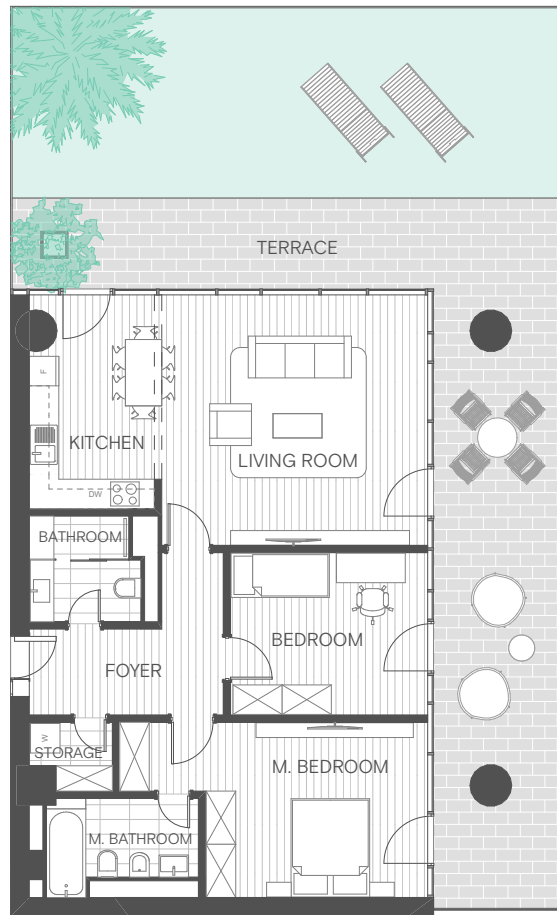 TERRACE
F
KITCHEN
LIVING ROOM
DW
BATHROOM
BEDROOM
FOYER
W
STORAGE
M. BEDROOM
M. BATHROOM